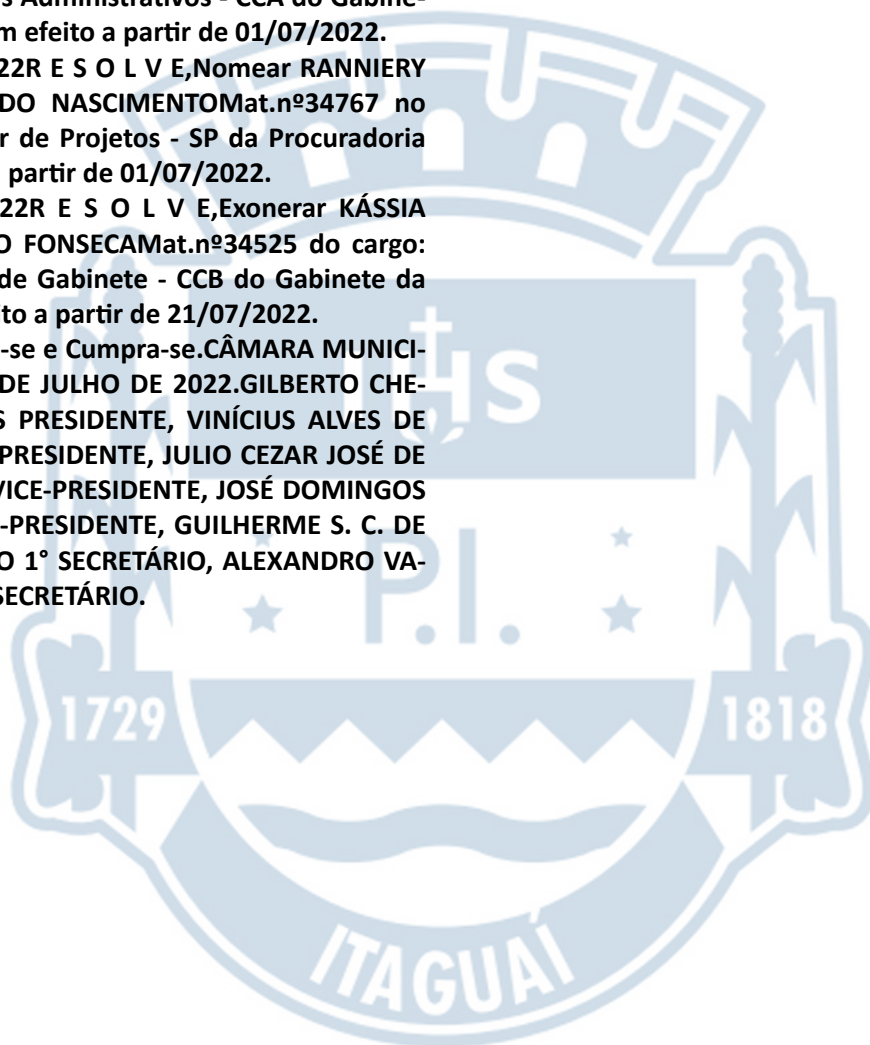 s Administrativos - CCA do Gabine-
m efeito a partir de 01/07/2022.
22R E S O L V E,Nomear RANNIERY
DO NASCIMENTOMat.nº34767 no
r de Projetos - SP da Procuradoria
partir de 01/07/2022.
22R E S O L V E,Exonerar KÁSSIA
O FONSECAMat.nº34525 do cargo:
de Gabinete - CCB do Gabinete da
ito a partir de 21/07/2022.
-se e Cumpra-se.CÂMARA MUNICI-
DE JULHO DE 2022.GILBERTO CHE-
S PRESIDENTE, VINÍCIUS ALVES DE
PRESIDENTE, JULIO CEZAR JOSÉ DE
VICE-PRESIDENTE, JOSÉ DOMINGOS
-PRESIDENTE, GUILHERME S. C. DE
O 1° SECRETÁRIO, ALEXANDRO VA-
SECRETÁRIO.
P.I.
1729
1818
ITAGUAÍ